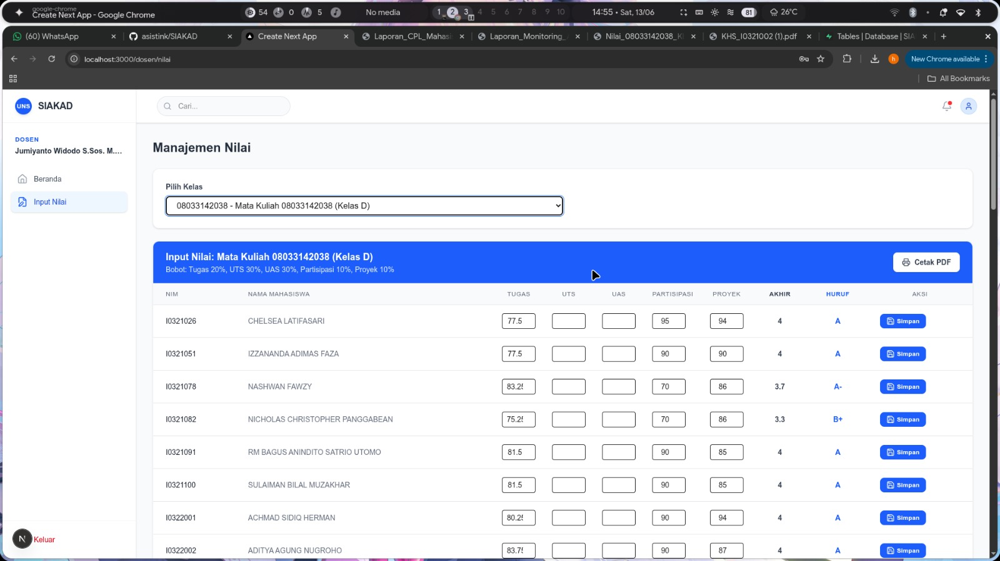 google-chrome
Create Next App - Google Chrome
54
0
5
No media
1 2 3 4 5 6 7 8 9 10
14:55 • Sat, 13/06
81
26°C
(60) WhatsApp
asistink/SIAKAD
Create Next App
Laporan_CPL_Mahasi
Laporan_Monitoring_
Nilai_08033142038_K
KHS_I0321002 (1).pdf
Tables | Database | SIA
localhost:3000/dosen/nilai
h
New Chrome available
All Bookmarks
UNS SIAKAD
Cari...
DOSEN
Jumiyanto Widodo S.Sos. M....
Beranda
Input Nilai
N Keluar
Manajemen Nilai
Pilih Kelas
08033142038 - Mata Kuliah 08033142038 (Kelas D)
Input Nilai: Mata Kuliah 08033142038 (Kelas D)
Bobot: Tugas 20%, UTS 30%, UAS 30%, Partisipasi 10%, Proyek 10%
Cetak PDF
NIM NAMA MAHASISWA TUGAS UTS UAS PARTISIPASI PROYEK AKHIR HURUF AKSI
I0321026 CHELSEA LATIFASARI 77.5 95 94 4 A Simpan
I0321051 IZZANANDA ADIMAS FAZA 77.5 90 90 4 A Simpan
I0321078 NASHWAN FAWZY 83.25 70 86 3.7 A- Simpan
I0321082 NICHOLAS CHRISTOPHER PANGGABEAN 75.25 70 86 3.3 B+ Simpan
I0321091 RM BAGUS ANINDITO SATRIO UTOMO 81.5 90 85 4 A Simpan
I0321100 SULAIMAN BILAL MUZAKHAR 81.5 90 85 4 A Simpan
I0322001 ACHMAD SIDIQ HERMAN 80.25 90 94 4 A Simpan
I0322002 ADITYA AGUNG NUGROHO 83.75 90 87 4 A Simpan